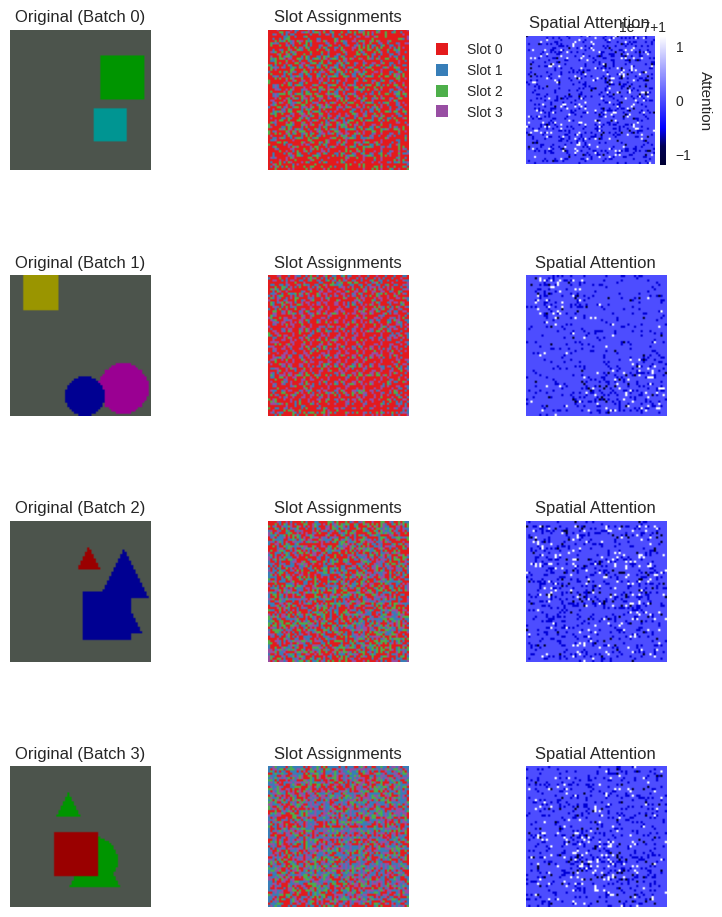 Original (Batch 0)
Slot Assignments
Slot 0
Slot 1
Slot 2
Slot 3
Spatial Attention
1e−7+1
1
0
−1
Attention
Original (Batch 1)
Slot Assignments
Spatial Attention
Original (Batch 2)
Slot Assignments
Spatial Attention
Original (Batch 3)
Slot Assignments
Spatial Attention